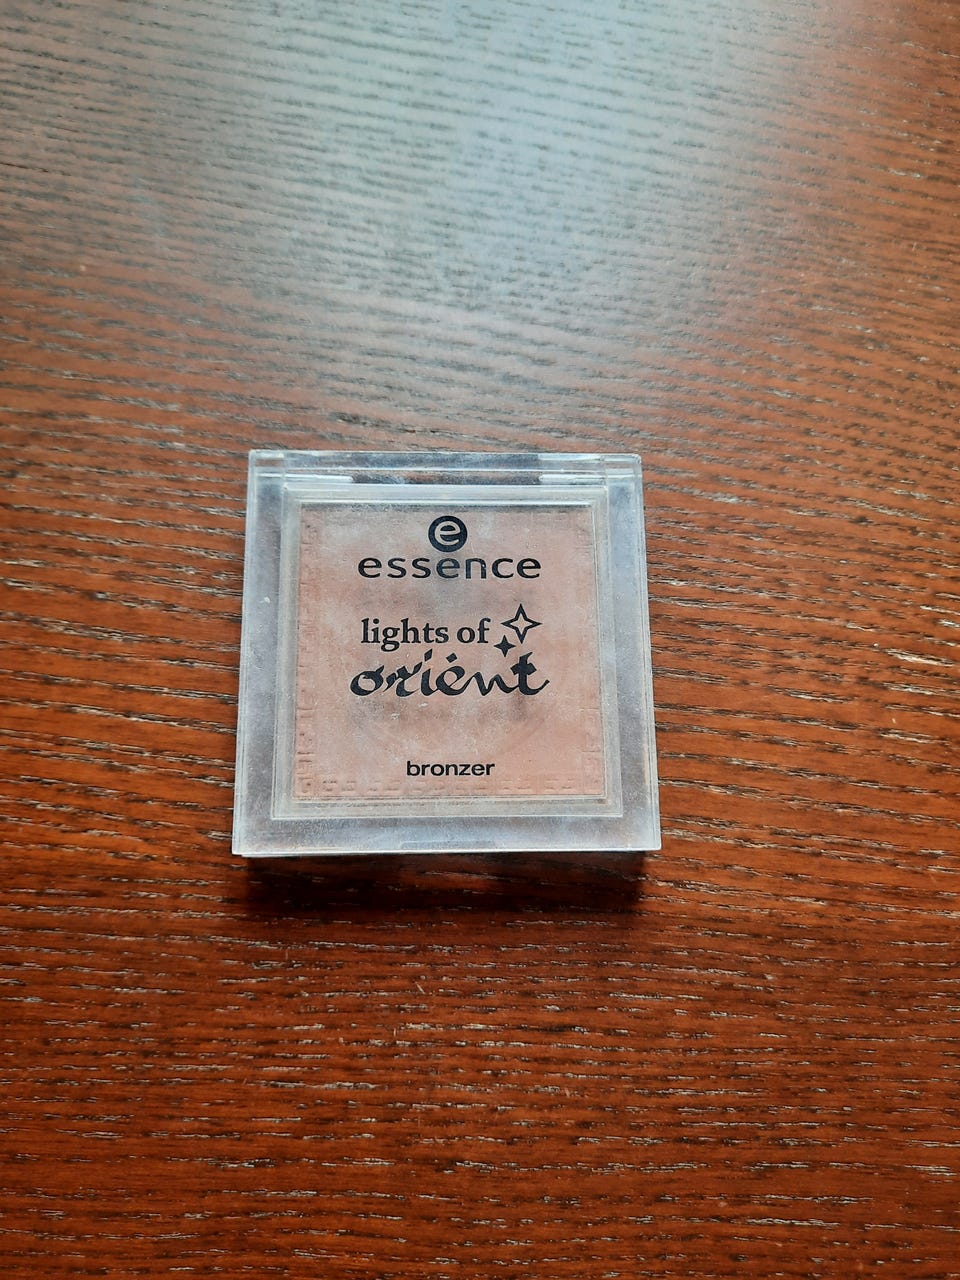 e
essence
lights of
orient
bronzer